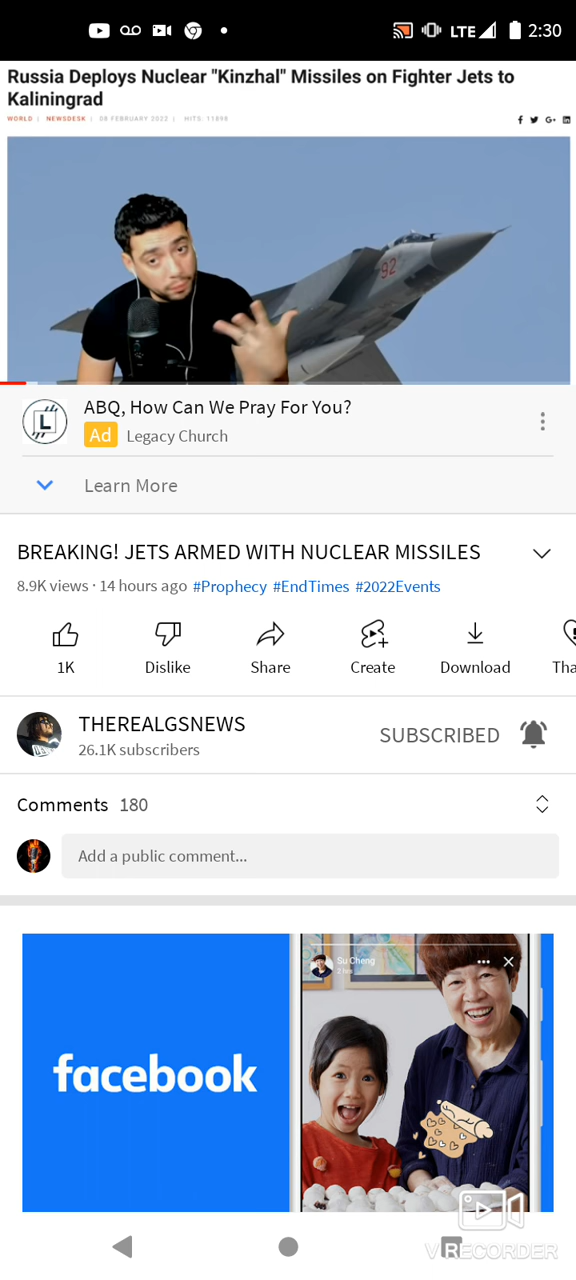 LTE 2:30
Russia Deploys Nuclear "Kinzhal" Missiles on Fighter Jets to
Kaliningrad
WORLD | NEWSDESK | 08 FEBRUARY 2022 | HITS: 11898
92
L
ABQ, How Can We Pray For You?
Ad Legacy Church
Learn More
BREAKING! JETS ARMED WITH NUCLEAR MISSILES
8.9K views · 14 hours ago #Prophecy #EndTimes #2022Events
1K Dislike Share Create Download Tha
THEREALGSNEWS
26.1K subscribers
SUBSCRIBED
Comments 180
Add a public comment...
facebook
Su Cheng
2 hrs
V RECORDER